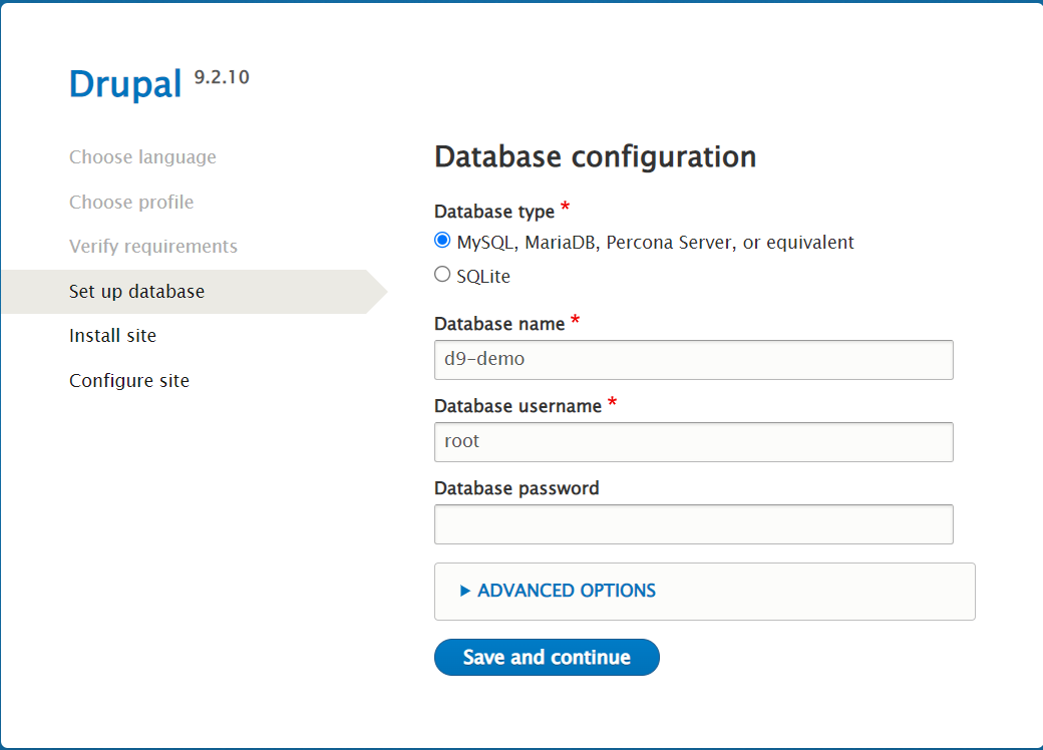 Drupal 9.2.10
Choose language
Choose profile
Verify requirements
Set up database
Install site
Configure site
Database configuration
Database type *
MySQL, MariaDB, Percona Server, or equivalent
SQLite
Database name *
d9-demo
Database username *
root
Database password
ADVANCED OPTIONS
Save and continue